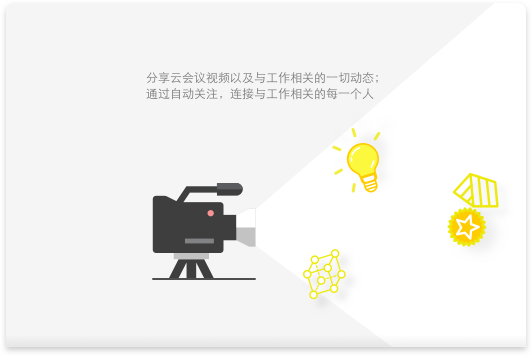 分享云会议视频以及与工作相关的一切动态；
通过自动关注，连接与工作相关的每一个人